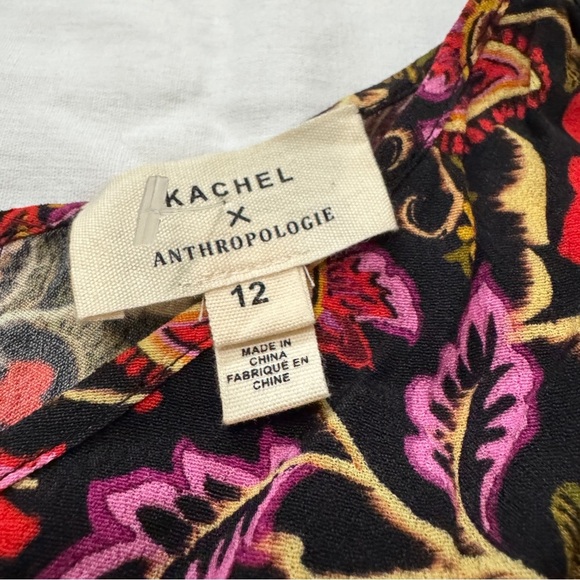 KACHEL
X
ANTHROPOLOGIE
12
MADE IN
CHINA
FABRIQUÉ EN
CHINE